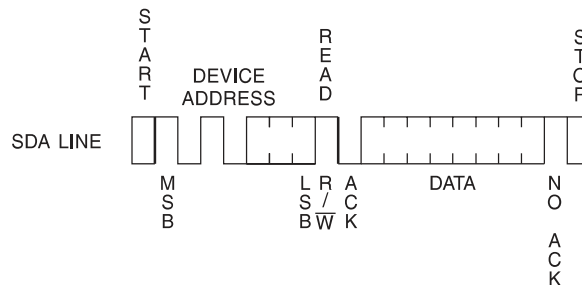 START
DEVICE
ADDRESS
READ
STOP
SDA LINE
MSB
LSB
R/W
ACK
DATA
NO ACK